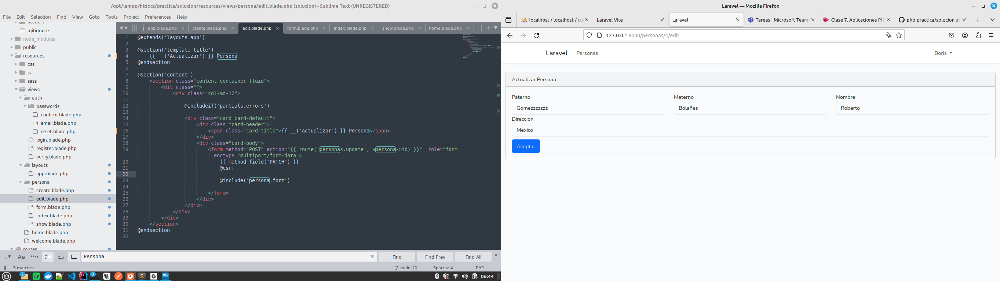 /opt/lampp/htdocs/practica/solucion/resources/views/persona/edit.blade.php (solucion) - Sublime Text (UNREGISTERED)
File Edit Selection Find View Goto Tools Project Preferences Help
seeders
.gitignore
node_modules
public
resources
css
js
sass
views
auth
passwords
confirm.blade.php
email.blade.php
reset.blade.php
login.blade.php
register.blade.php
verify.blade.php
layouts
app.blade.php
persona
create.blade.php
edit.blade.php
form.blade.php
index.blade.php
show.blade.php
home.blade.php
welcome.blade.php
routes
app.blade.php create.blade.php edit.blade.php form.blade.php index.blade.php show.blade.php home.blade.php
1 @extends('layouts.app')
2
3 @section('template_title')
4 {{ __('Actualizar') }} Persona
5 @endsection
6
7 @section('content')
8 <section class="content container-fluid">
9 <div class="">
10 <div class="col-md-12">
11
12 @includeif('partials.errors')
13
14 <div class="card card-default">
15 <div class="card-header">
16 <span class="card-title">{{ __('Actualizar') }} Persona</span>
17 </div>
18 <div class="card-body">
19 <form method="POST" action="{{ route('personas.update', $persona->id) }}"  role="form
" enctype="multipart/form-data">
20 {{ method_field('PATCH') }}
21 @csrf
22
23 @include('persona.form')
24
25 </form>
26 </div>
27 </div>
28 </div>
29 </div>
30 </section>
31 @endsection
32
.* Aa “” Persona Find Find Prev Find All
5 matches main 13 Spaces: 4 PHP
2 3 06:44
Laravel — Mozilla Firefox
localhost / localhost / cu Laravel Vite Laravel Tareas | Microsoft Teams Clase 7. Aplicaciones PH php-practica/solucion at
127.0.0.1:8000/personas/4/edit
Laravel Personas Boris
Actualizar Persona
Paterno Materno Nombre
Gomezzzzzzz Bolañes Roberto
Direccion
Mexico
Aceptar